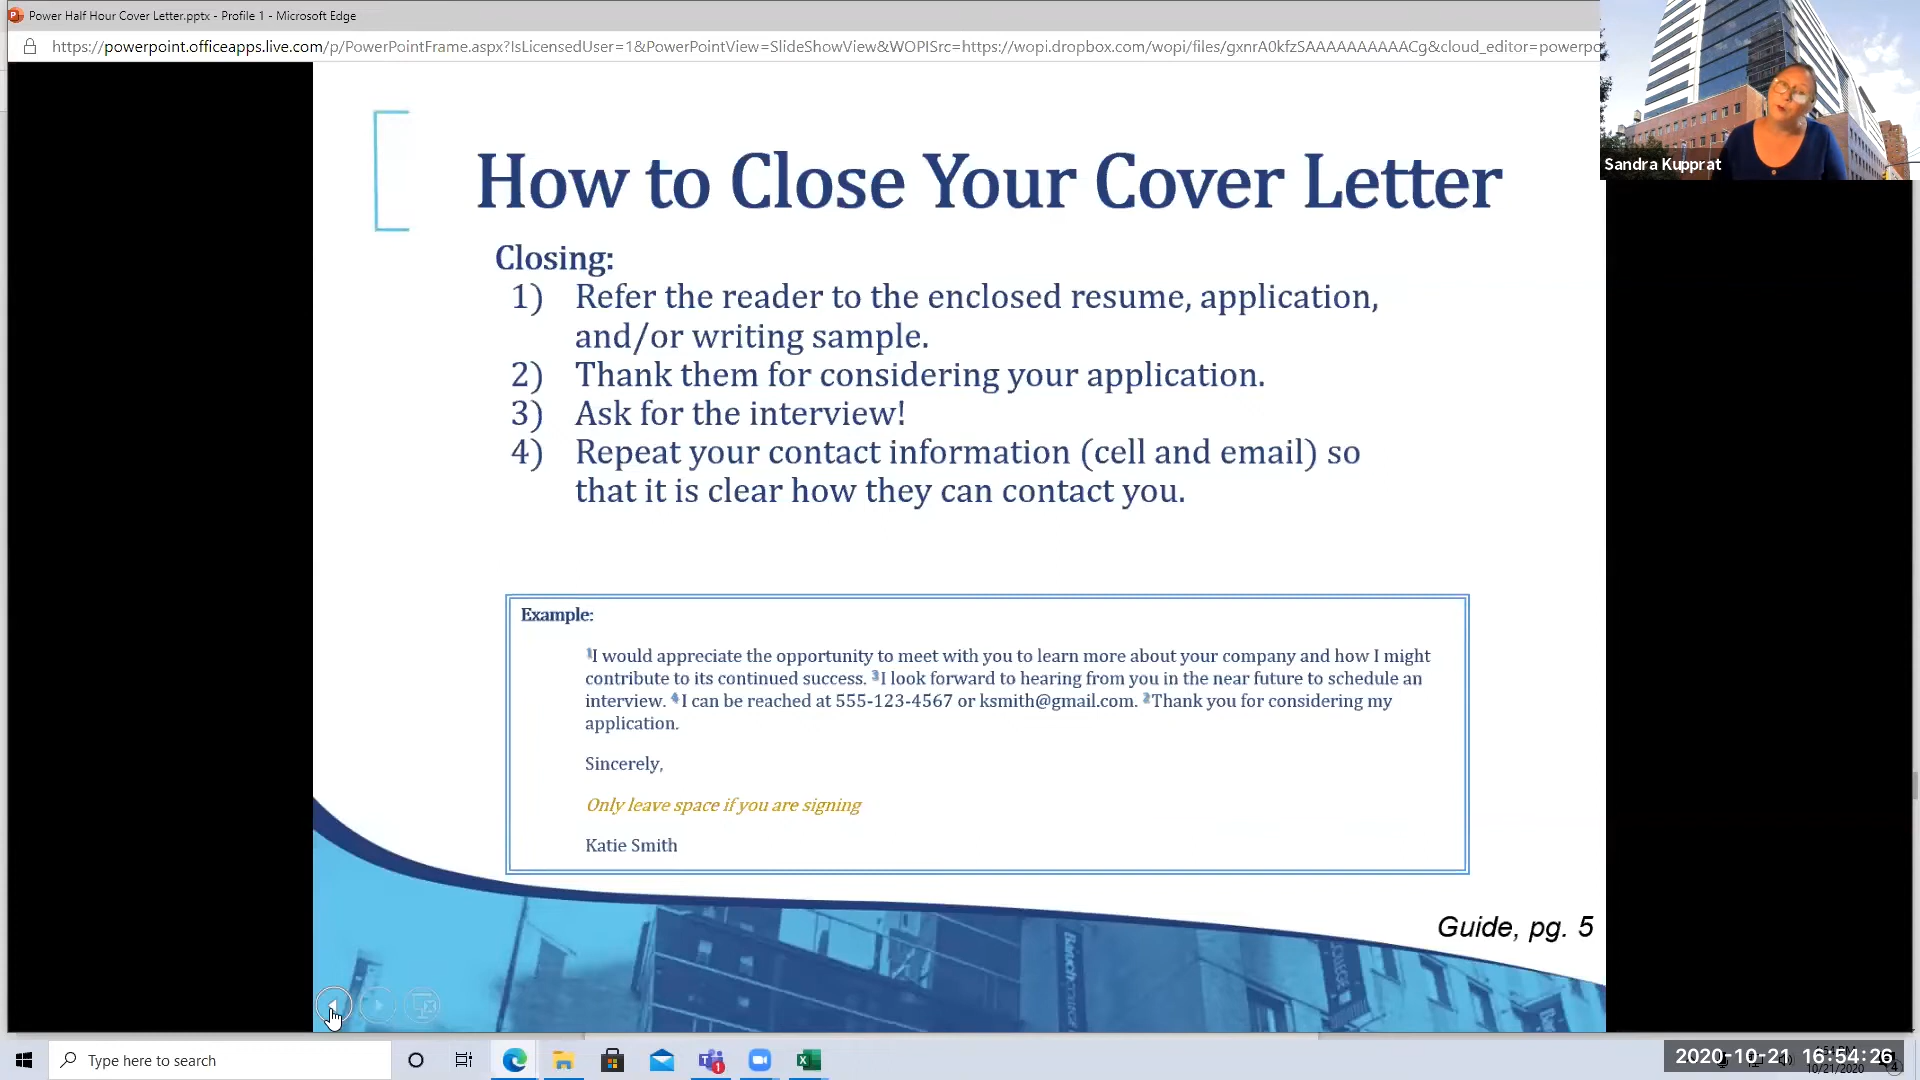 Power Half Hour Cover Letter.pptx - Profile 1 - Microsoft Edge
https://powerpoint.officeapps.live.com/p/PowerPointFrame.aspx?IsLicensedUser=1&PowerPointView=SlideShowView&WOPISrc=https://wopi.dropbox.com/wopi/files/gxnrA0kfzSAAAAAAAAAACg&cloud_editor=powerpo
Sandra Kupprat
How to Close Your Cover Letter
Closing:
1) Refer the reader to the enclosed resume, application,
and/or writing sample.
2) Thank them for considering your application.
3) Ask for the interview!
4) Repeat your contact information (cell and email) so
that it is clear how they can contact you.
Example:
1I would appreciate the opportunity to meet with you to learn more about your company and how I might
contribute to its continued success. 3I look forward to hearing from you in the near future to schedule an
interview. 4I can be reached at 555-123-4567 or ksmith@gmail.com. 2Thank you for considering my
application.
Sincerely,
Only leave space if you are signing
Katie Smith
Guide, pg. 5
Type here to search
2020-10-21 16:54:26
10/21/2020